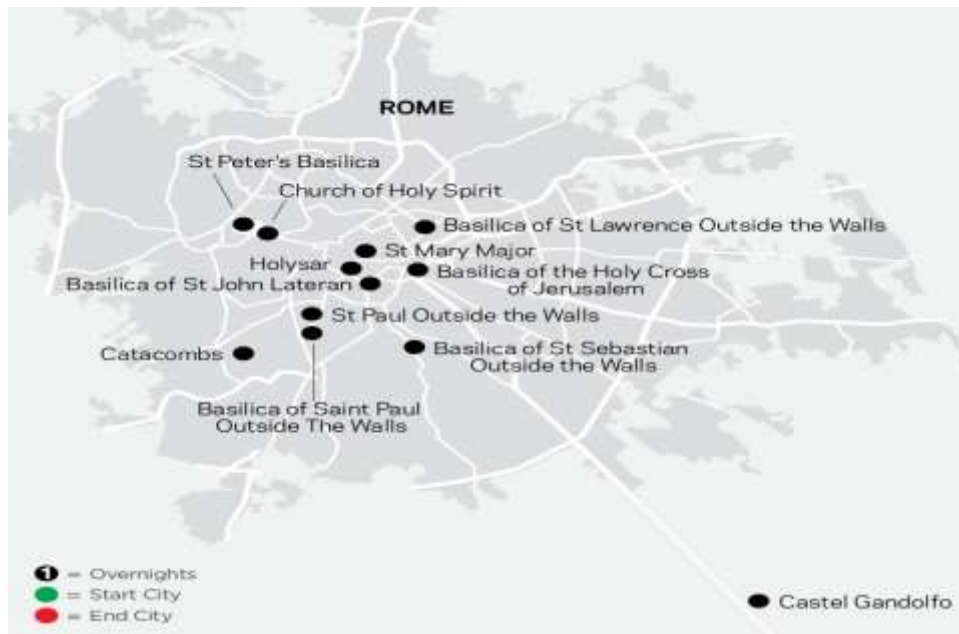 ROME
St Peter's Basilica
Church of Holy Spirit
Basilica of St Lawrence Outside the Walls
St Mary Major
Holysar
Basilica of the Holy Cross
of Jerusalem
Basilica of St John Lateran
St Paul Outside the Walls
Catacombs
Basilica of St Sebastian
Outside the Walls
Basilica of Saint Paul
Outside The Walls
1 = Overnights
= Start City
= End City
Castel Gandolfo